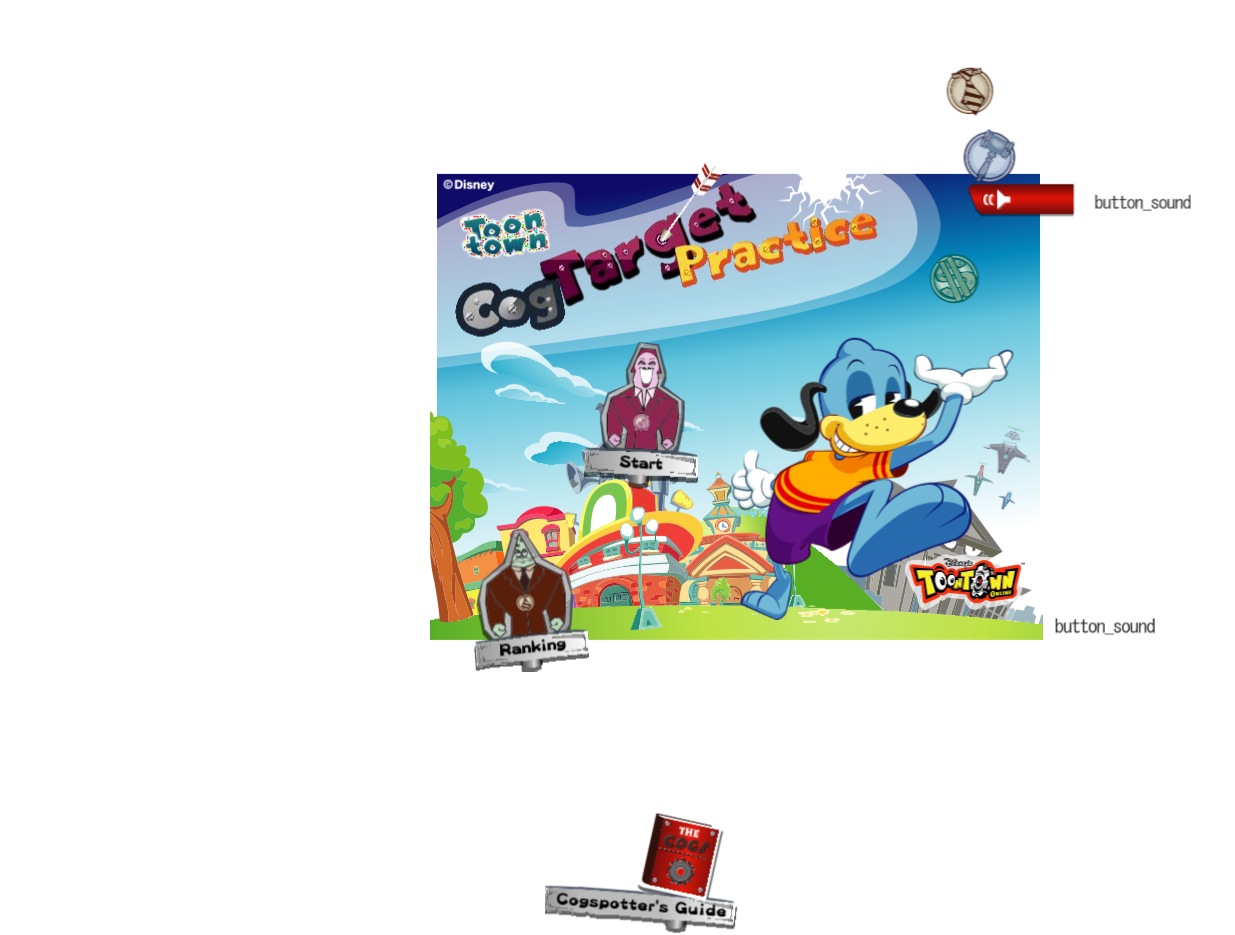 ©Disney
button_sound
Toon
town
Cog Target
Practice
Start
Disney's
TOONTOWN
ONLINE
button_sound
Ranking
THE
COGS
Cogspotter's Guide